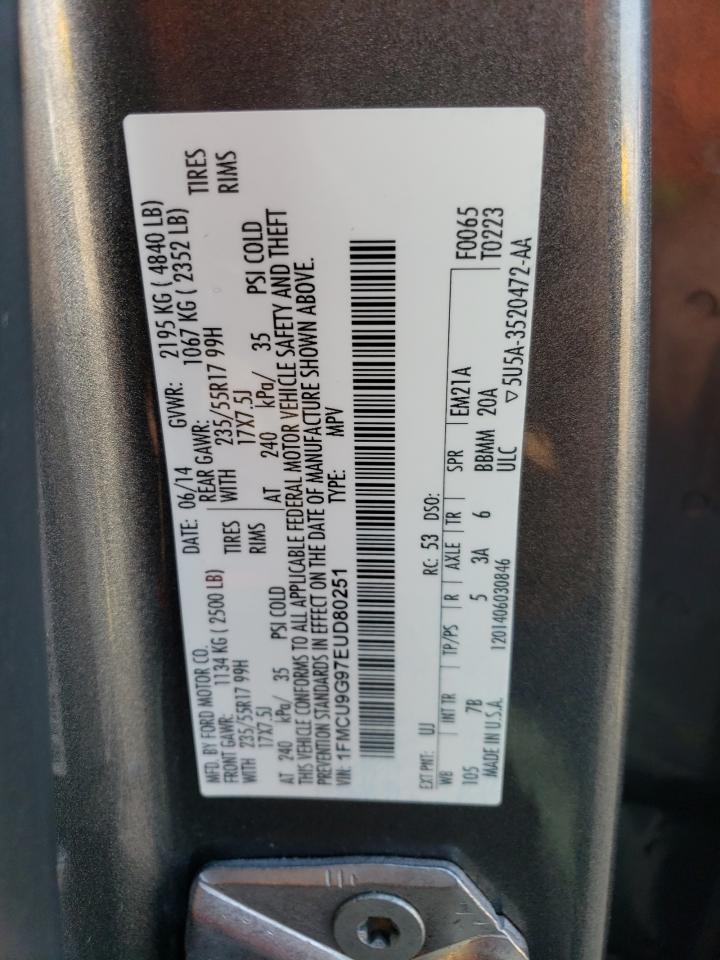 MFD. BY FORD MOTOR CO. DATE: 06/14 GVWR: 2195 KG ( 4840 LB)
FRONT GAWR: 1134 KG ( 2500 LB) REAR GAWR: 1067 KG ( 2352 LB)
WITH 235/55R17 99H TIRES WITH 235/55R17 99H TIRES
17X7.5J RIMS 17X7.5J RIMS
AT 240 kPa/ 35 PSI COLD AT 240 kPa/ 35 PSI COLD
THIS VEHICLE CONFORMS TO ALL APPLICABLE FEDERAL MOTOR VEHICLE SAFETY AND THEFT
PREVENTION STANDARDS IN EFFECT ON THE DATE OF MANUFACTURE SHOWN ABOVE.
VIN: 1FMCU9G97EUD80251 TYPE: MPV
EXT PNT: UJ RC: 53 DSO: F0065
WB INT TR TP/PS R AXLE TR SPR EM21A T0223
105 7B 5 3A 6 BBMM 20A
MADE IN U.S.A. 1201406030846 ULC ▽5U5A-3520472-AA